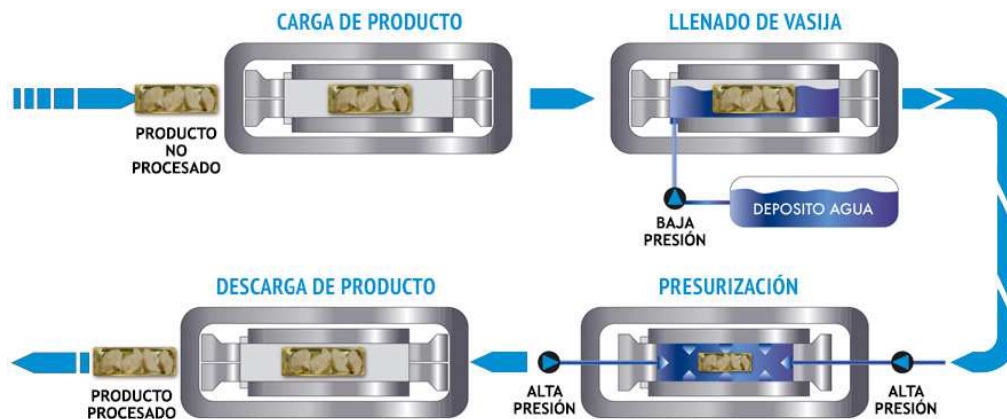 CARGA DE PRODUCTO
LLENADO DE VASIJA
PRODUCTO
NO
PROCESADO
BAJA
PRESIÓN
DEPOSITO AGUA
DESCARGA DE PRODUCTO
PRESURIZACIÓN
PRODUCTO
PROCESADO
ALTA
PRESIÓN
ALTA
PRESIÓN